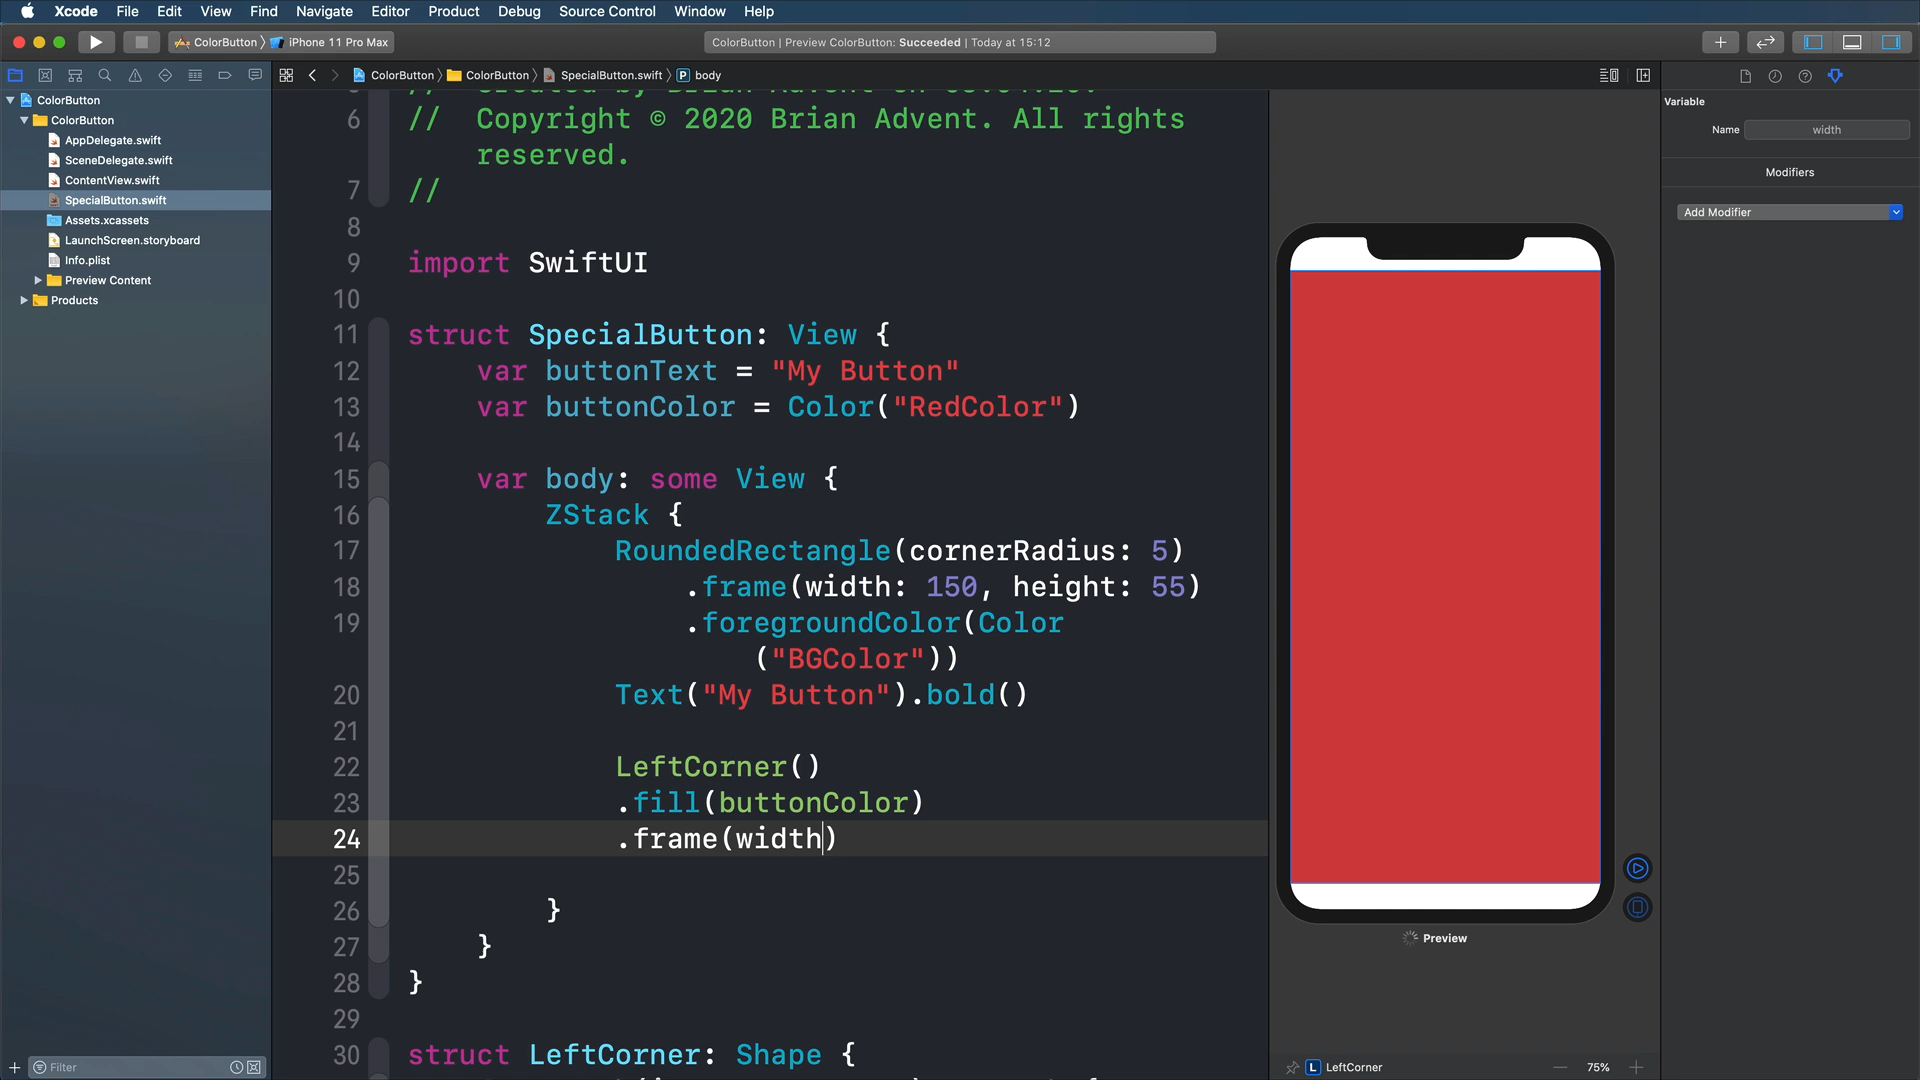 Xcode File Edit View Find Navigate Editor Product Debug Source Control Window Help
ColorButton iPhone 11 Pro Max
ColorButton | Preview ColorButton: Succeeded | Today at 15:12
ColorButton ColorButton SpecialButton.swift P body
ColorButton
ColorButton
AppDelegate.swift
SceneDelegate.swift
ContentView.swift
SpecialButton.swift
Assets.xcassets
LaunchScreen.storyboard
Info.plist
Preview Content
Products
Filter
6 // Copyright © 2020 Brian Advent. All rights
reserved.
7 //
8
9 import SwiftUI
10
11 struct SpecialButton: View {
12 var buttonText = "My Button"
13 var buttonColor = Color("RedColor")
14
15 var body: some View {
16 ZStack {
17 RoundedRectangle(cornerRadius: 5)
18 .frame(width: 150, height: 55)
19 .foregroundColor(Color
("BGColor"))
20 Text("My Button").bold()
21
22 LeftCorner()
23 .fill(buttonColor)
24 .frame(width)
25
26 }
27 }
28 }
29
30 struct LeftCorner: Shape {
Preview
L LeftCorner
75%
Variable
Name width
Modifiers
Add Modifier